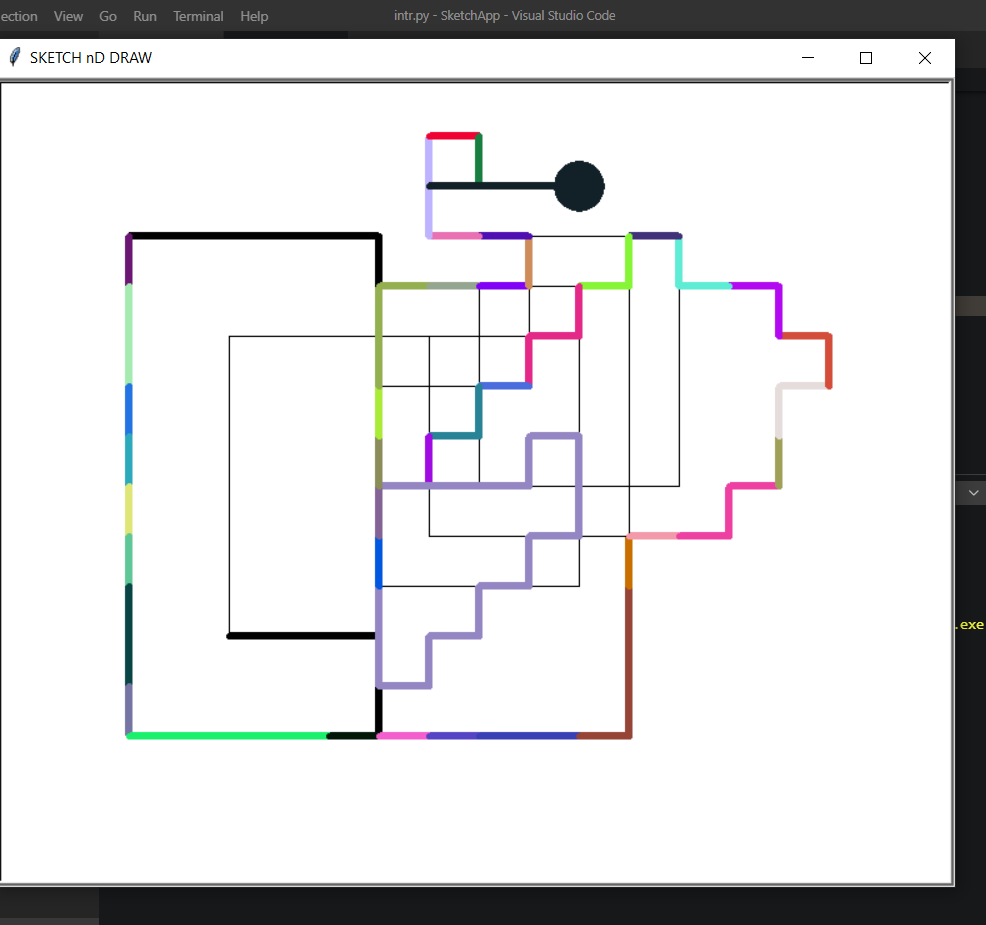 ection View Go Run Terminal Help intr.py - SketchApp - Visual Studio Code
SKETCH nD DRAW
.exe